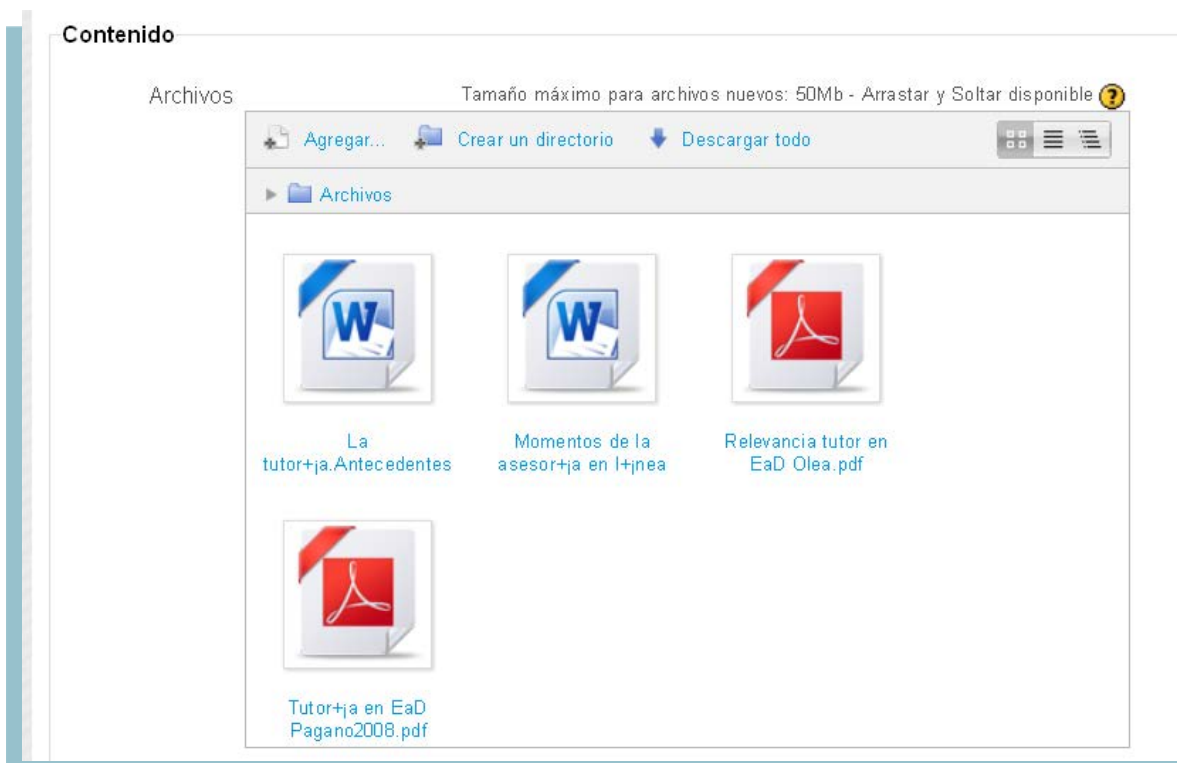 Contenido
Archivos
Tamaño máximo para archivos nuevos: 50Mb - Arrastar y Soltar disponible ?
Agregar... Crear un directorio Descargar todo
Archivos
La
tutor+¡a.Antecedentes
Momentos de la
asesor+¡a en l+¡nea
Relevancia tutor en
EaD Olea.pdf
Tutor+¡a en EaD
Pagano2008.pdf